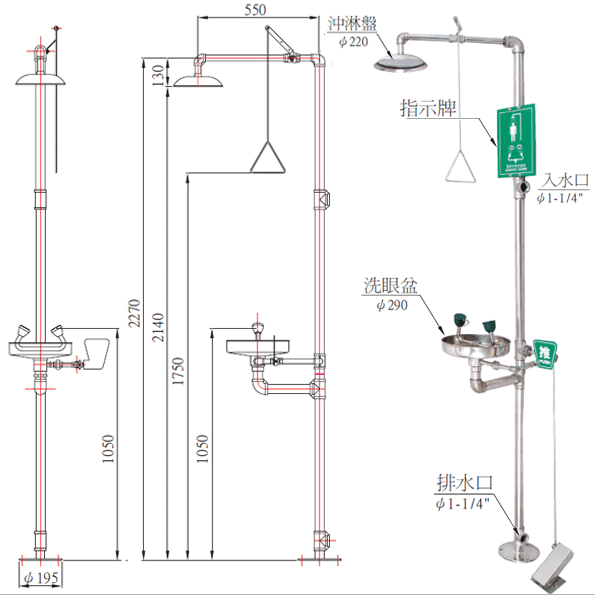 550
沖淋盤
φ220
130
指示牌
入水口
φ1-1/4"
洗眼盆
φ290
2270
2140
1750
1050
1050
排水口
φ1-1/4"
φ195